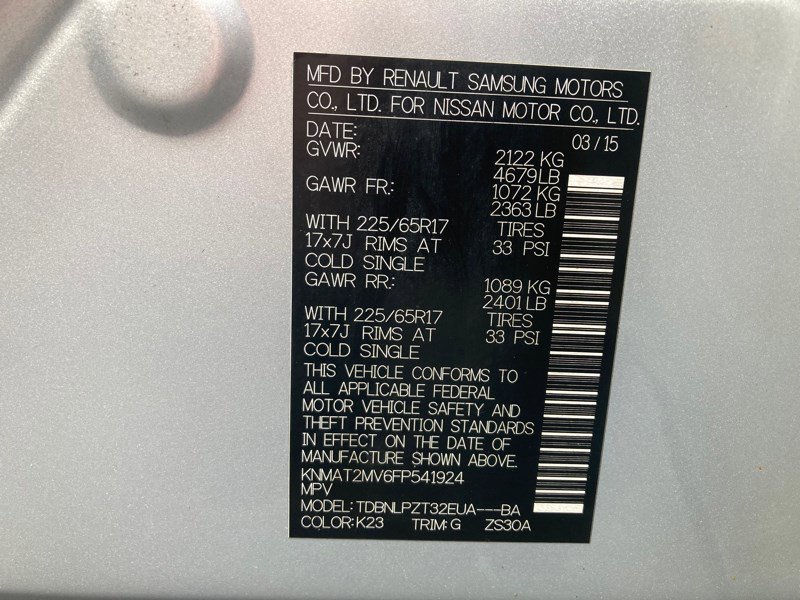 MFD BY RENAULT SAMSUNG MOTORS
CO., LTD. FOR NISSAN MOTOR CO., LTD.
DATE: 03/15
GVWR: 2122 KG
4679 LB
GAWR FR: 1072 KG
2363 LB
WITH 225/65R17 TIRES
17x7J RIMS AT 33 PSI
COLD SINGLE
GAWR RR: 1089 KG
2401 LB
WITH 225/65R17 TIRES
17x7J RIMS AT 33 PSI
COLD SINGLE
THIS VEHICLE CONFORMS TO
ALL APPLICABLE FEDERAL
MOTOR VEHICLE SAFETY AND
THEFT PREVENTION STANDARDS
IN EFFECT ON THE DATE OF
MANUFACTURE SHOWN ABOVE.
KNMAT2MV6FP541924
MPV
MODEL: TDBNLPZT32EUA---BA
COLOR: K23 TRIM: G ZS30A